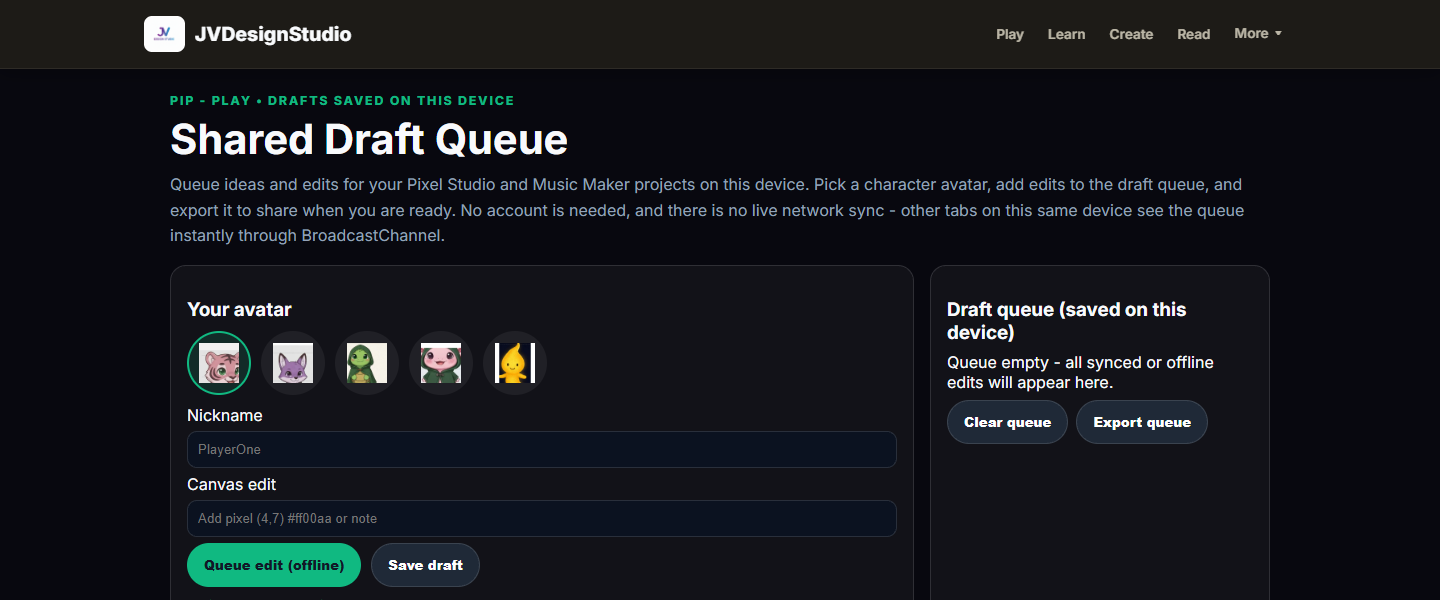 JV
JVDesignStudio
Play
Learn
Create
Read
More
PIP - PLAY • DRAFTS SAVED ON THIS DEVICE
Shared Draft Queue
Queue ideas and edits for your Pixel Studio and Music Maker projects on this device. Pick a character avatar, add edits to the draft queue, and
export it to share when you are ready. No account is needed, and there is no live network sync - other tabs on this same device see the queue
instantly through BroadcastChannel.
Your avatar
Nickname
PlayerOne
Canvas edit
Add pixel (4,7) #ff00aa or note
Queue edit (offline)
Save draft
Draft queue (saved on this
device)
Queue empty - all synced or offline
edits will appear here.
Clear queue
Export queue